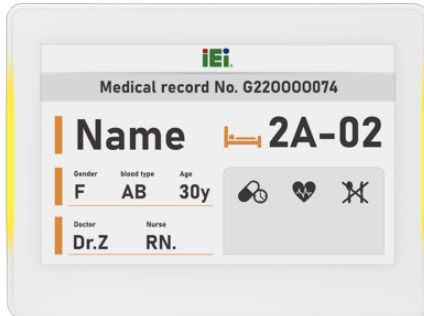 iEi
Medical record No. G220000074
Name
2A-02
Gender blood type Age
F AB 30y
Doctor Nurse
Dr.Z RN.